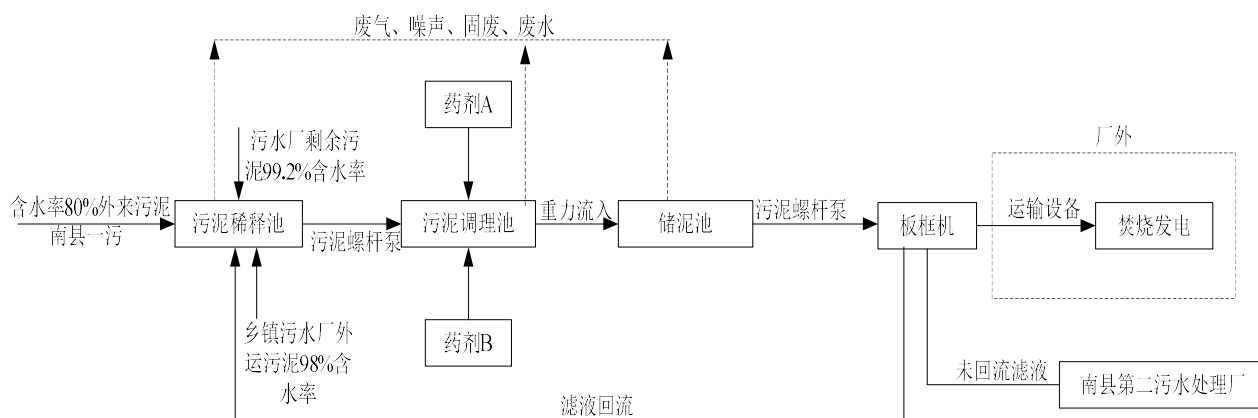 废气、噪声、固废、废水
药剂A
厂外
污水厂剩余污
泥99.2%含水率
含水率80%外来污泥
南县一污
污泥稀释池
污泥螺杆泵
污泥调理池
重力流入
储泥池
污泥螺杆泵
板框机
运输设备
焚烧发电
乡镇污水厂外
运污泥98%含
水率
药剂B
未回流滤液
南县第二污水处理厂
滤液回流